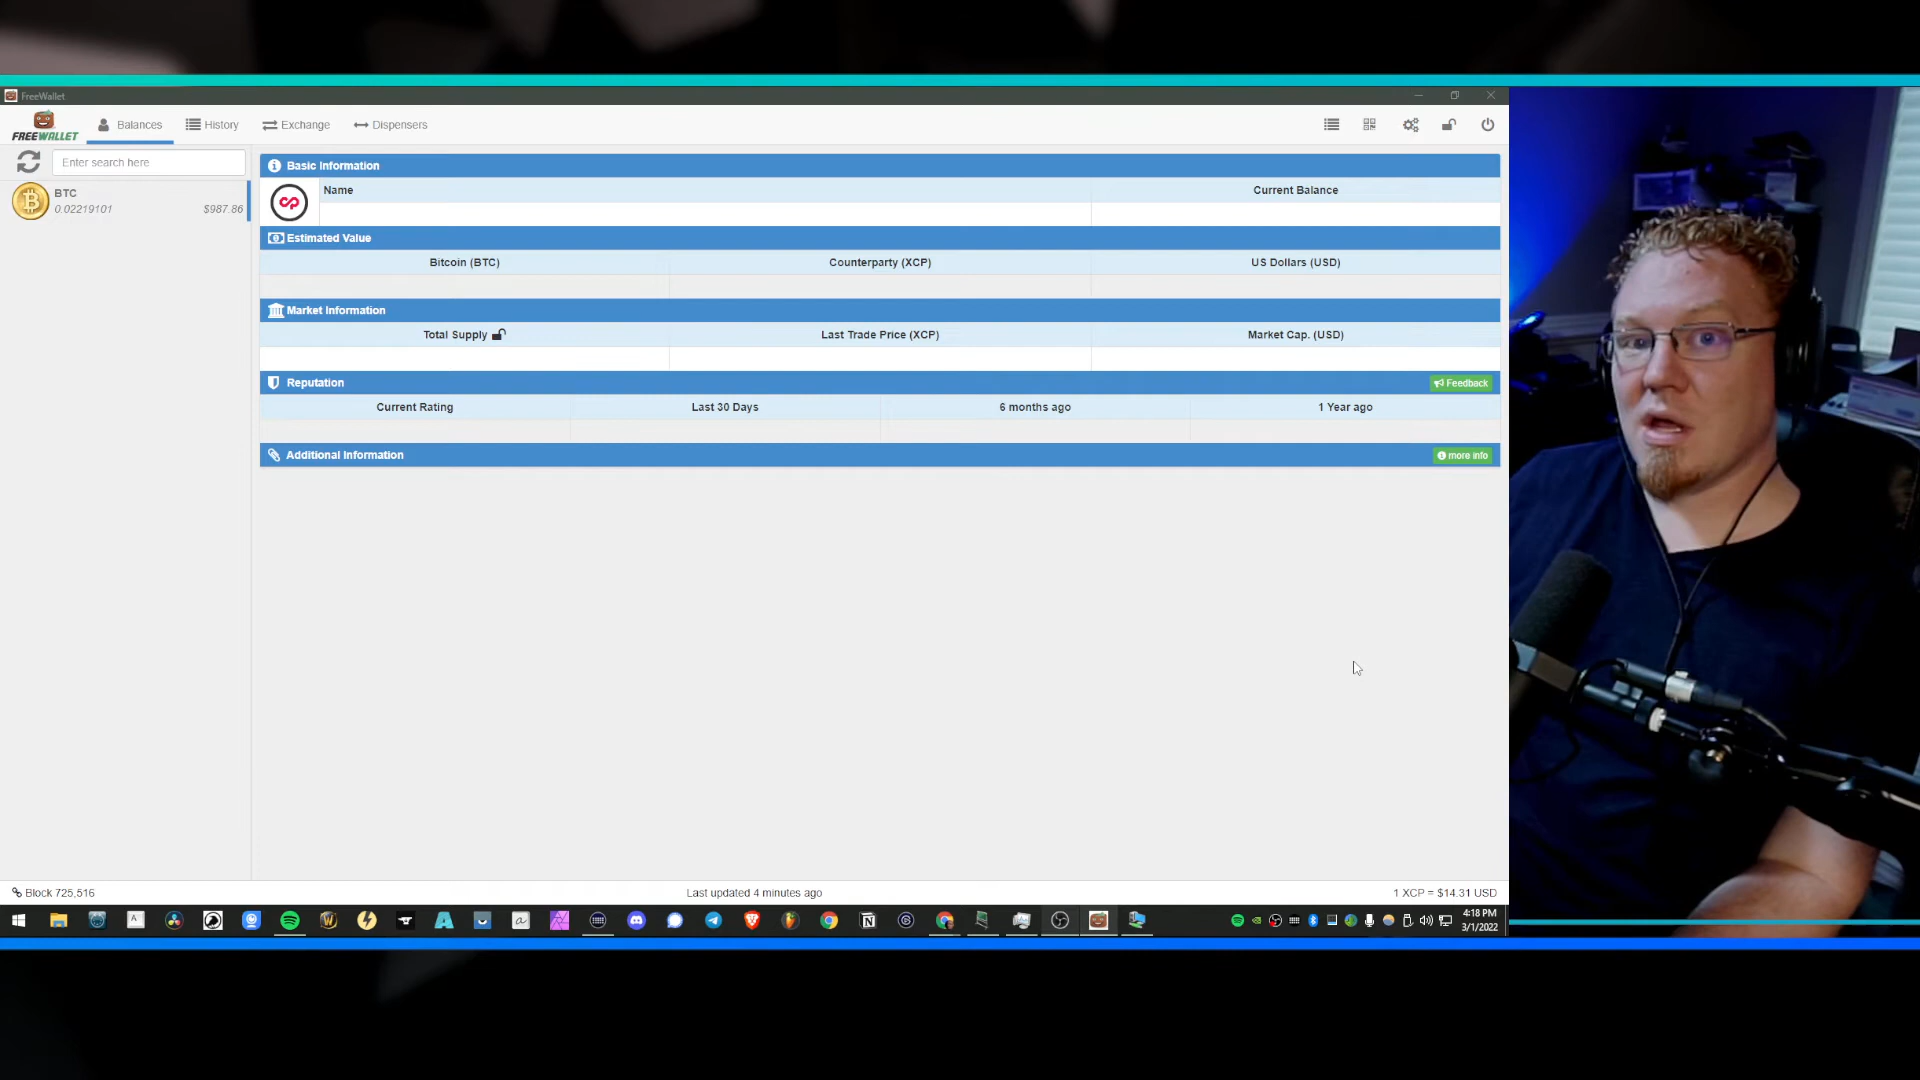 FreeWallet
FREEWALLET
Balances
History
Exchange
Dispensers
Enter search here
BTC
0.02219101
$987.86
Basic Information
Name
Current Balance
Estimated Value
Bitcoin (BTC)
Counterparty (XCP)
US Dollars (USD)
Market Information
Total Supply
Last Trade Price (XCP)
Market Cap. (USD)
Reputation
Feedback
Current Rating
Last 30 Days
6 months ago
1 Year ago
Additional Information
more info
Block 725,516
Last updated 4 minutes ago
1 XCP = $14.31 USD
4:18 PM
3/1/2022